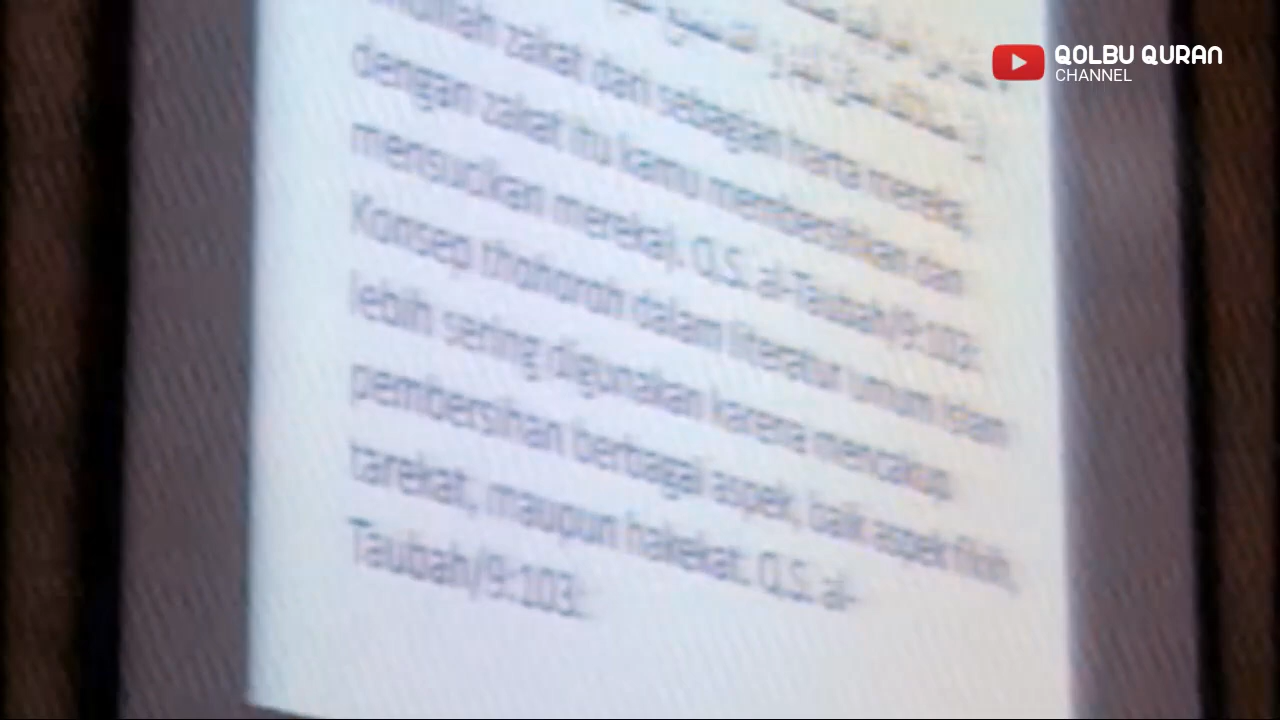 QOLBU QURAN
CHANNEL
zakat dari sebagian harta mereka,
dengan zakat itu kamu membersihkan dan
mensucikan mereka). Q.S. al-Taubah/9:103:
Konsep thoharoh dalam literatur umum Islam
lebih sering digunakan karena mencakup
pembersihan berbagai aspek, baik aspek fikih,
tarekat, maupun hakekat. Q.S. al-
Taubah/9:103: